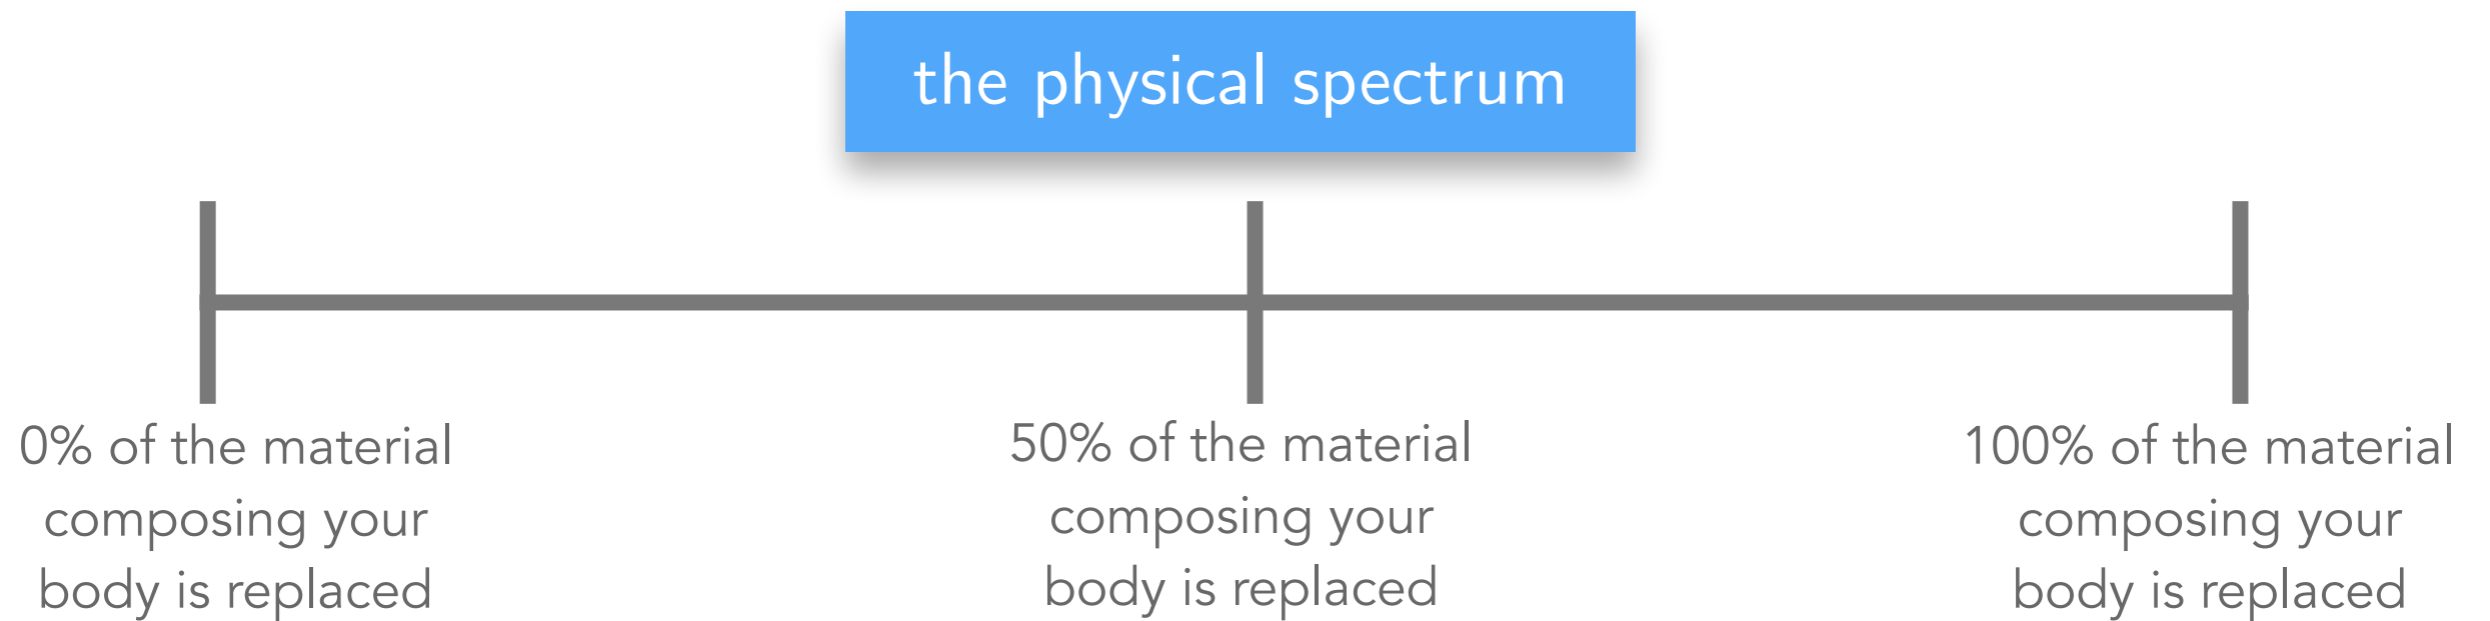 the physical spectrum
0% of the material
composing your
body is replaced
50% of the material
composing your
body is replaced
100% of the material
composing your
body is replaced